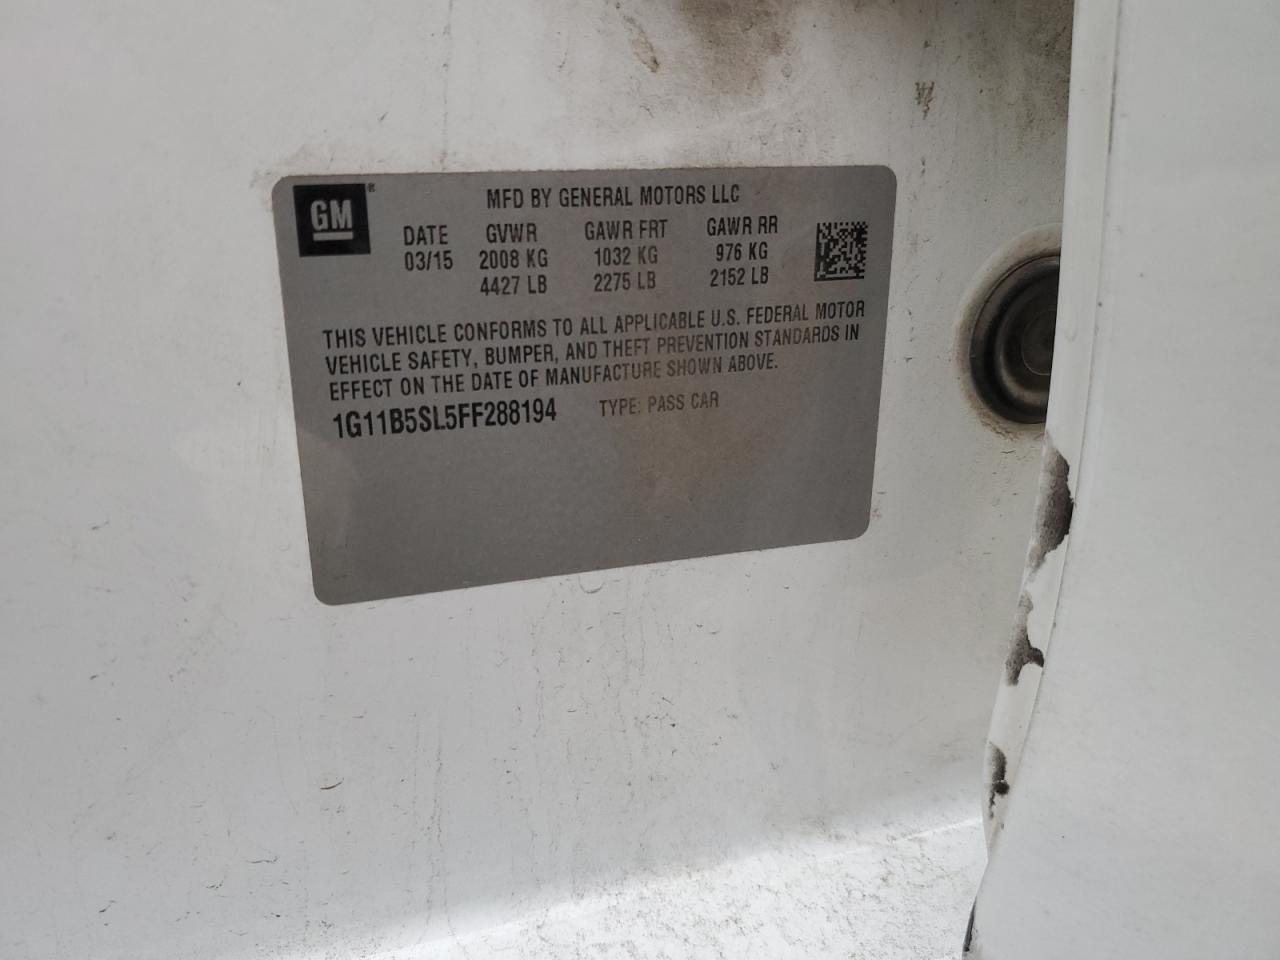 GM ®
MFD BY GENERAL MOTORS LLC
DATE GVWR GAWR FRT GAWR RR
03/15 2008 KG 1032 KG 976 KG
4427 LB 2275 LB 2152 LB
THIS VEHICLE CONFORMS TO ALL APPLICABLE U.S. FEDERAL MOTOR
VEHICLE SAFETY, BUMPER, AND THEFT PREVENTION STANDARDS IN
EFFECT ON THE DATE OF MANUFACTURE SHOWN ABOVE.
1G11B5SL5FF288194 TYPE: PASS CAR